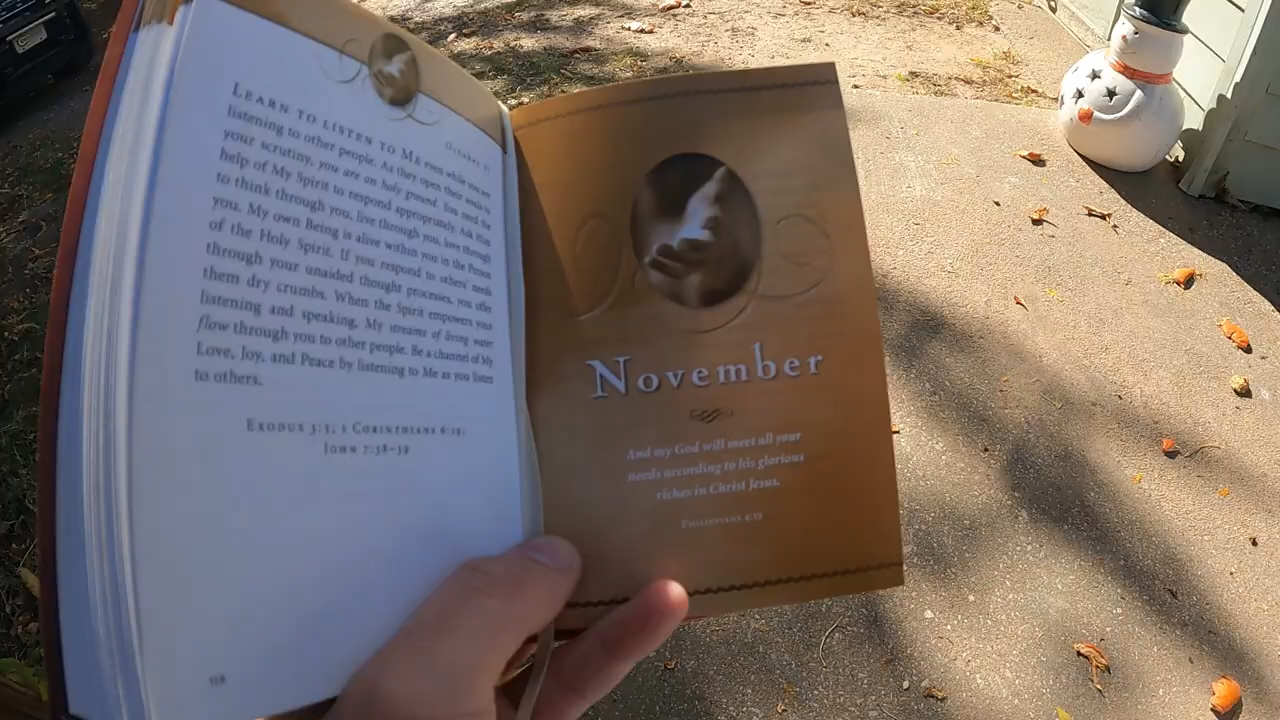 October 31
LEARN TO LISTEN TO ME even while you are
listening to other people. As they open their souls to
your scrutiny, you are on holy ground. You need the
help of My Spirit to respond appropriately. Ask Him
to think through you, live through you, love through
you. My own Being is alive within you in the Person
of the Holy Spirit. If you respond to others' needs
through your unaided thought processes, you offer
them dry crumbs. When the Spirit empowers your
listening and speaking, My streams of living water
flow through you to other people. Be a channel of My
Love, Joy, and Peace by listening to Me as you listen
to others.
EXODUS 3:5; 1 CORINTHIANS 6:19;
JOHN 7:38–39
318
November
And my God will meet all your
needs according to his glorious
riches in Christ Jesus.
PHILIPPIANS 4:19